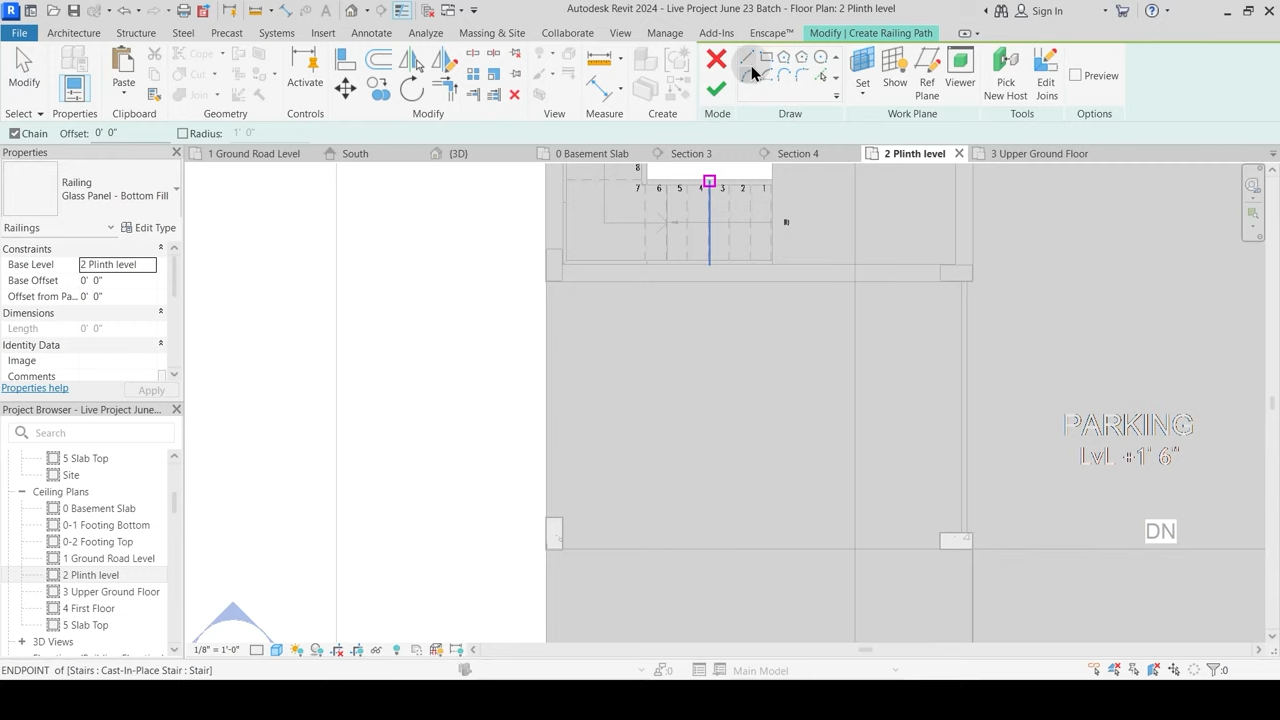 Autodesk Revit 2024 - Live Project June 23 Batch - Floor Plan: 2 Plinth level
Sign In
File Architecture Structure Steel Precast Systems Insert Annotate Analyze Massing & Site Collaborate View Manage Add-Ins Enscape™ Modify | Create Railing Path
Modify Paste Cope Cut Join Activate Set Show Ref Plane Viewer Pick New Host Edit Joins Preview
Select Properties Clipboard Geometry Controls Modify View Measure Create Mode Draw Work Plane Tools Options
Chain Offset: 0' 0" Radius: 1' 0"
Properties
1 Ground Road Level South {3D} 0 Basement Slab Section 3 Section 4 2 Plinth level 3 Upper Ground Floor
Railing
Glass Panel - Bottom Fill
Railings Edit Type
Constraints
Base Level 2 Plinth level
Base Offset 0' 0"
Offset from Pa... 0' 0"
Dimensions
Length 0' 0"
Identity Data
Image
Comments
Properties help Apply
Project Browser - Live Project June...
Search
5 Slab Top
Site
Ceiling Plans
0 Basement Slab
0-1 Footing Bottom
0-2 Footing Top
1 Ground Road Level
2 Plinth level
3 Upper Ground Floor
4 First Floor
5 Slab Top
3D Views
8
7 6 5 4 3 2 1
PARKING
LvL +1' 6"
DN
1/8" = 1'-0"
ENDPOINT of [Stairs : Cast-In-Place Stair : Stair]
:0 Main Model :0